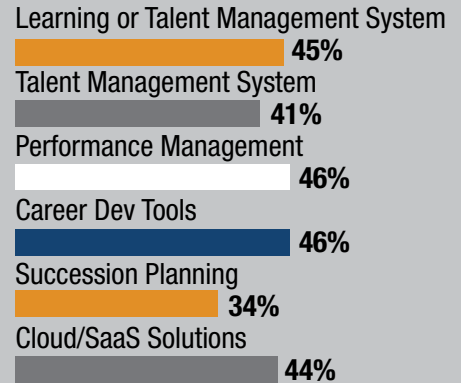 Learning or Talent Management System
45%
Talent Management System
41%
Performance Management
46%
Career Dev Tools
46%
Succession Planning
34%
Cloud/SaaS Solutions
44%